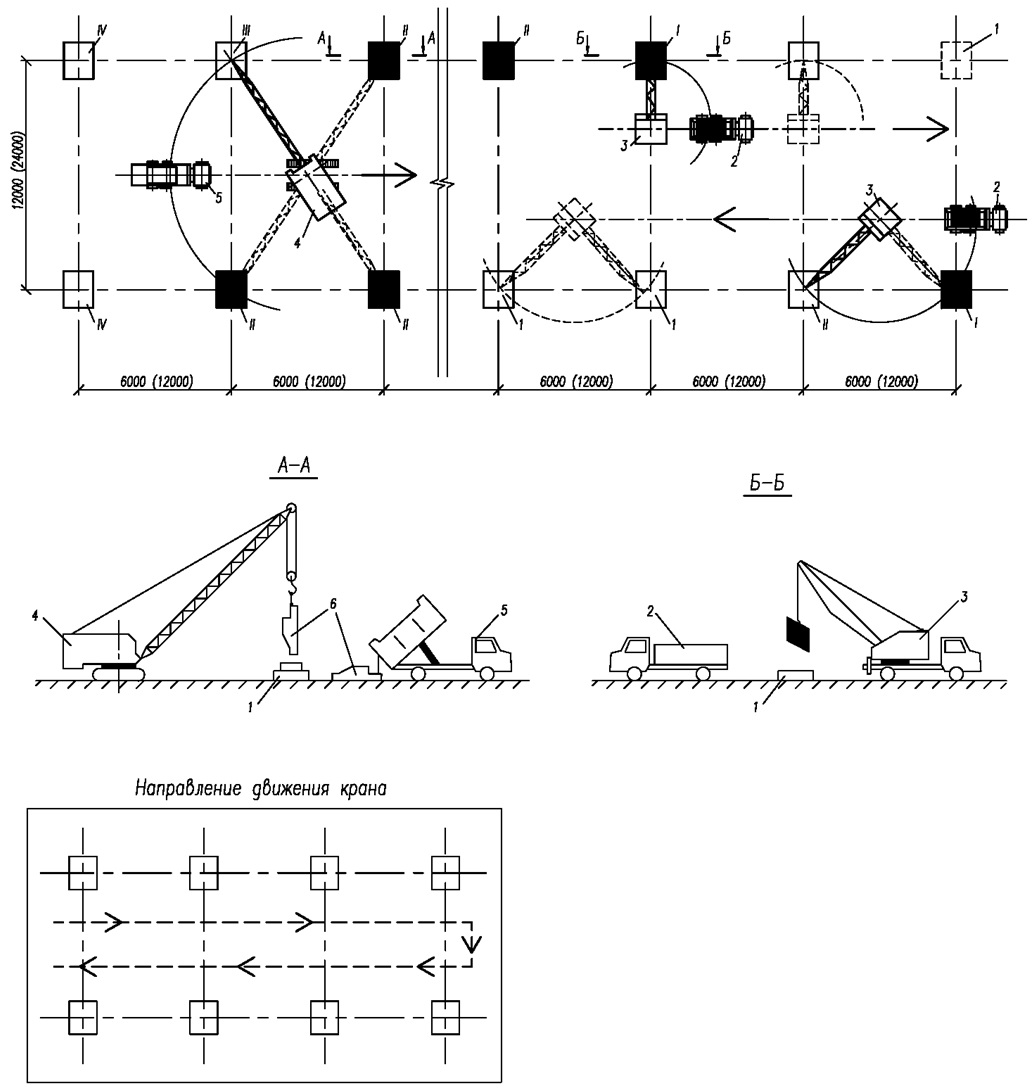 IV III А А II II Б I Б 1
12000 (24000)
5 4 3 2 3 2
IV II II 1 1 II I
6000 (12000) 6000 (12000) 6000 (12000) 6000 (12000) 6000 (12000)
А–А
Б–Б
4 6 5 2 3
1 1
Направление движения крана